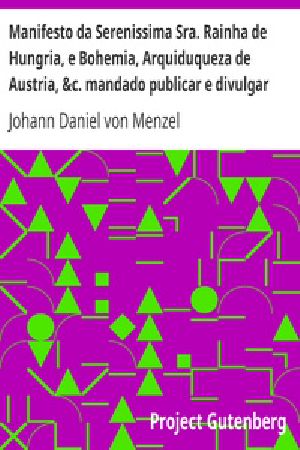 Manifesto da Serenissima Sra. Rainha de
Hungria, e Bohemia, Arquiduqueza de
Austria, &c. mandado publicar e divulgar
Johann Daniel von Menzel
Project Gutenberg